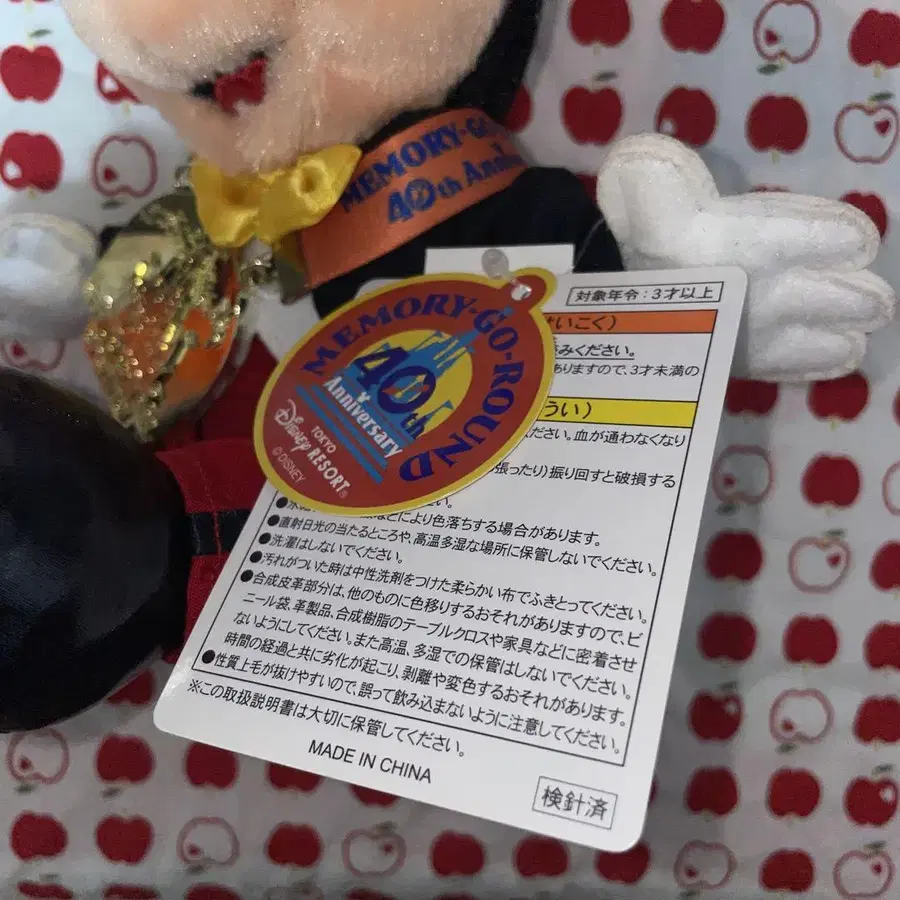 MEMORY-GO
40th Anni
MEMORY-GO-ROUND
40th
Anniversary
TOKYO
Disney RESORT®
©DISNEY
対象年令：3才以上
いこく）
みください。
ありますので、3才未満の
うい）
ださい。血が通わなくなり
張ったり）振り回すと破損する
などにより色落ちする場合があります。
●直射日光の当たるところや、高温多湿な場所に保管しないでください。
●洗濯はしないでください。
●汚れがついた時は中性洗剤をつけた柔らかい布でふきとってください。
●合成皮革部分は、他のものに色移りするおそれがありますので、ビ
ニール袋、革製品、合成樹脂のテーブルクロスや家具などに密着させ
ないようにしてください。また高温、多湿での保管はしないでください。
時間の経過と共に劣化が起こり、剥離や変色するおそれがあります。
●性質上毛が抜けやすいので、誤って飲み込まないように注意してください。
※この取扱説明書は大切に保管してください。
MADE IN CHINA
検針済